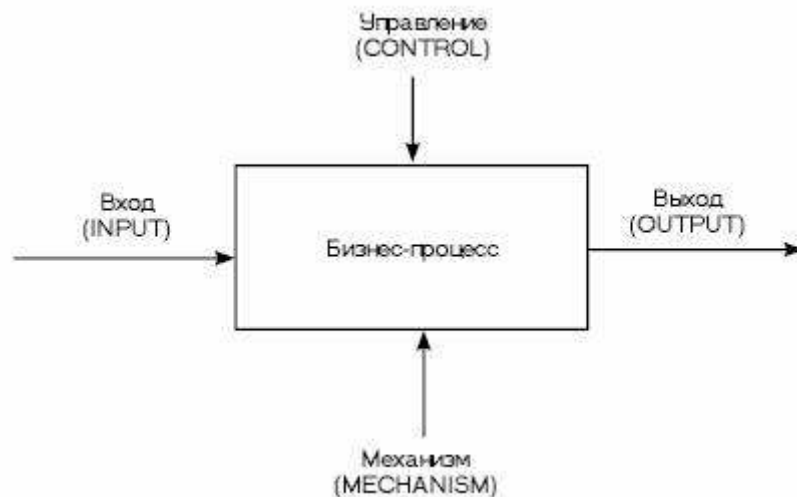 Управление
(CONTROL)
Вход
(INPUT)
Бизнес-процесс
Выход
(OUTPUT)
Механизм
(MECHANISM)